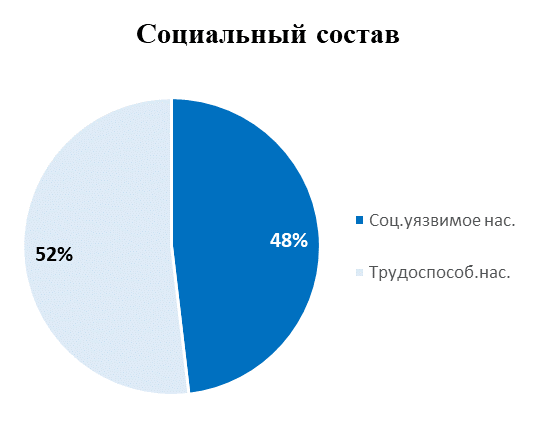 Социальный состав
48%
52%
Соц.уязвимое нас.
Трудоспособ.нас.